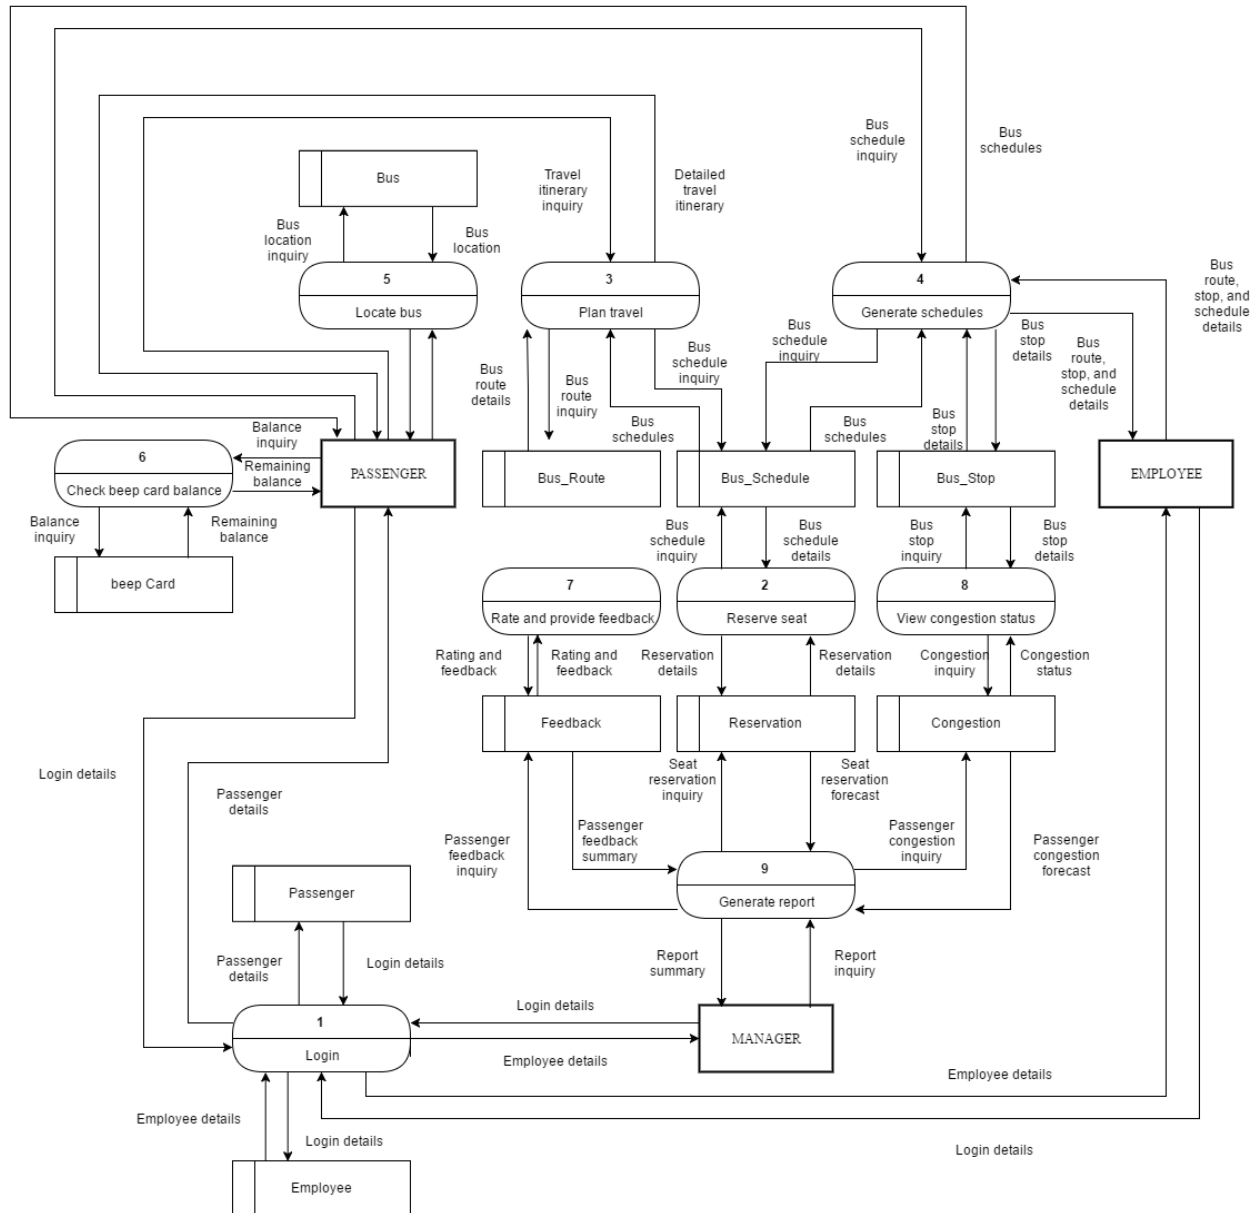 Bus
schedule
inquiry
Bus
schedules
Bus
Travel
itinerary
inquiry
Detailed
travel
itinerary
Bus
location
inquiry
Bus
location
5
Locate bus
3
Plan travel
4
Generate schedules
Bus
route,
stop, and
schedule
details
Bus
route
details
Bus
route
inquiry
Bus
schedule
inquiry
Bus
schedule
inquiry
Bus
stop
details
Bus
route,
stop, and
schedule
details
Bus
schedules
Bus
schedules
Bus
stop
details
Balance
inquiry
Remaining
balance
6
Check beep card balance
PASSENGER
Bus_Route
Bus_Schedule
Bus_Stop
EMPLOYEE
Balance
inquiry
Remaining
balance
beep Card
Bus
schedule
inquiry
Bus
schedule
details
Bus
stop
inquiry
Bus
stop
details
7
Rate and provide feedback
2
Reserve seat
8
View congestion status
Rating and
feedback
Rating and
feedback
Reservation
details
Reservation
details
Congestion
inquiry
Congestion
status
Feedback
Reservation
Congestion
Login details
Passenger
details
Seat
reservation
inquiry
Seat
reservation
forecast
Passenger
feedback
inquiry
Passenger
feedback
summary
Passenger
congestion
inquiry
Passenger
congestion
forecast
9
Generate report
Passenger
Passenger
details
Login details
Report
summary
Report
inquiry
1
Login
Login details
Employee details
MANAGER
Employee details
Employee details
Login details
Login details
Employee